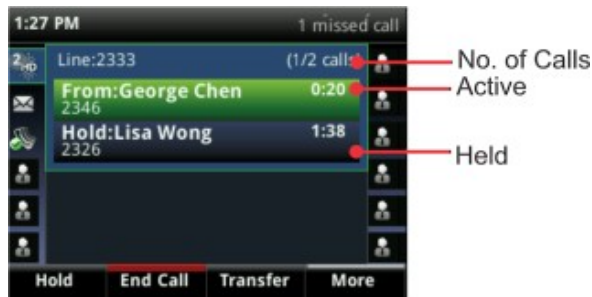 1:27 PM 1 missed call
2HD Line:2333 (1/2 calls)
From:George Chen 0:20
2346
Hold:Lisa Wong 1:38
2326
Hold End Call Transfer More
No. of Calls
Active
Held